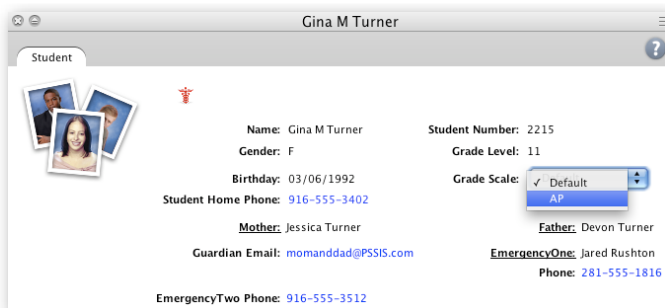 Gina M Turner
?
Student
Name: Gina M Turner Student Number: 2215
Gender: F Grade Level: 11
Birthday: 03/06/1992 Grade Scale: ✓ Default
AP
Student Home Phone: 916-555-3402
Mother: Jessica Turner Father: Devon Turner
Guardian Email: momanddad@PSSIS.com EmergencyOne: Jared Rushton
Phone: 281-555-1816
EmergencyTwo Phone: 916-555-3512